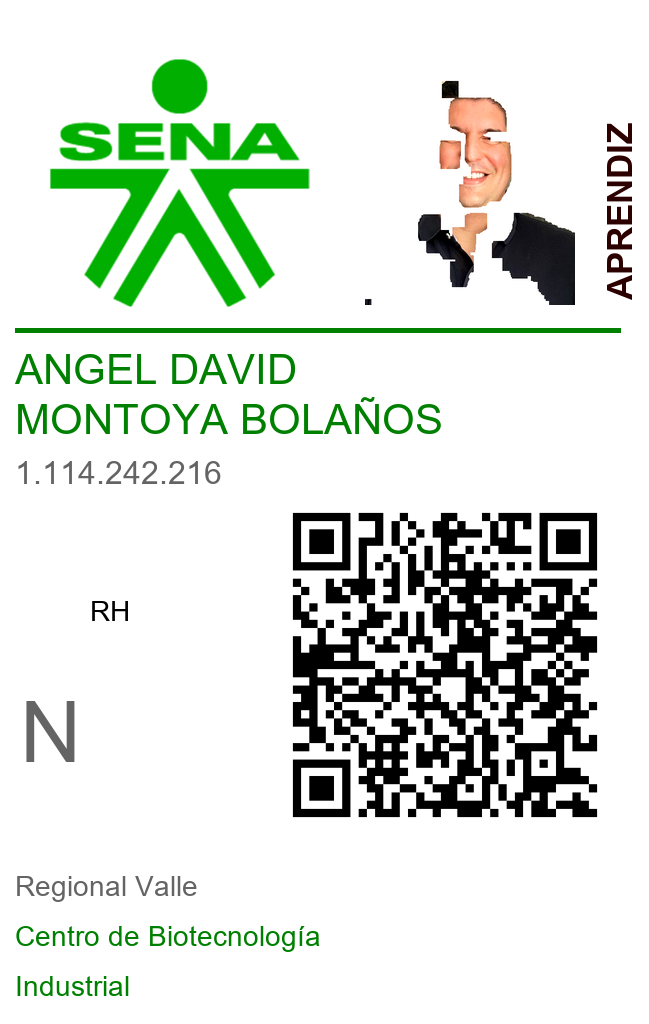 SENA
APRENDIZ
ANGEL DAVID
MONTOYA BOLAÑOS
1.114.242.216
RH
N
Regional Valle
Centro de Biotecnología
Industrial